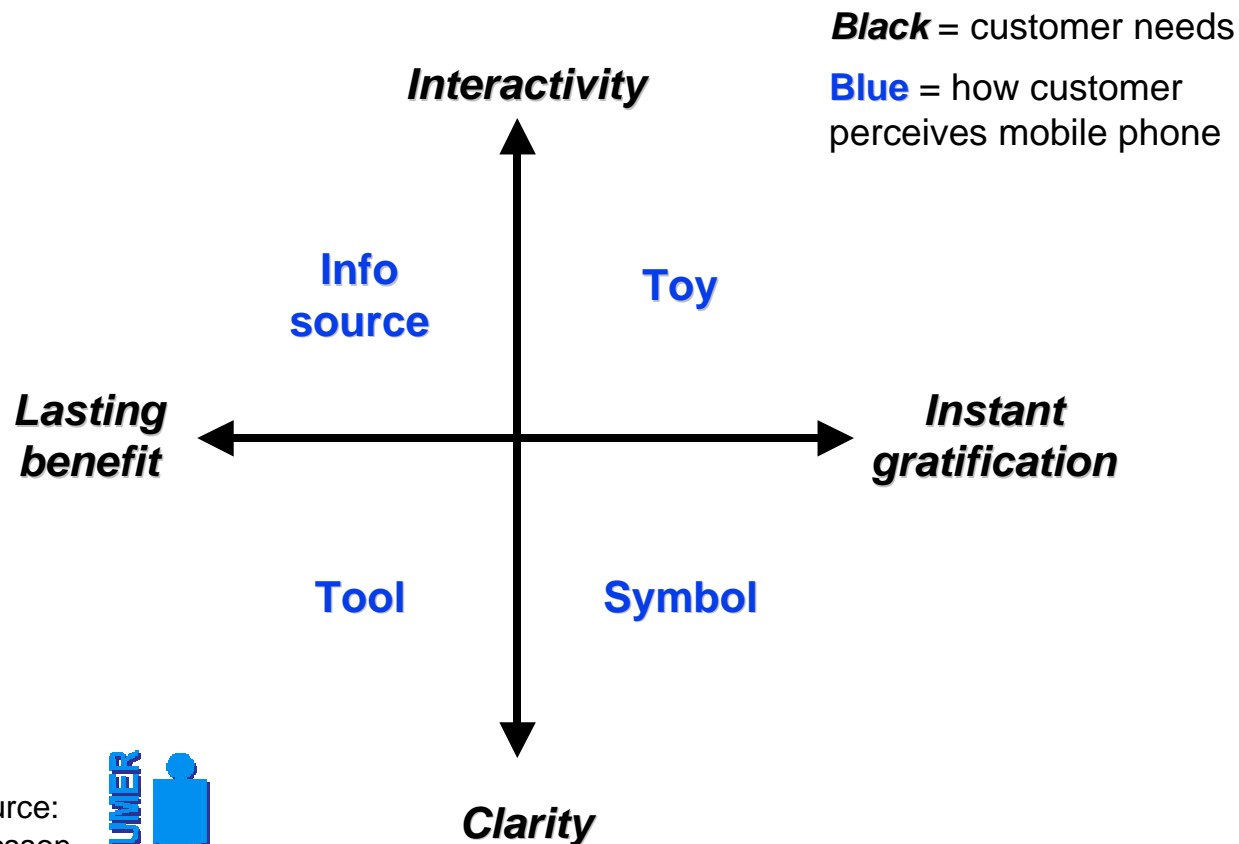 Black = customer needs
Blue = how customer
perceives mobile phone
Interactivity
Info
source
Toy
Lasting
benefit
Instant
gratification
Tool
Symbol
Clarity